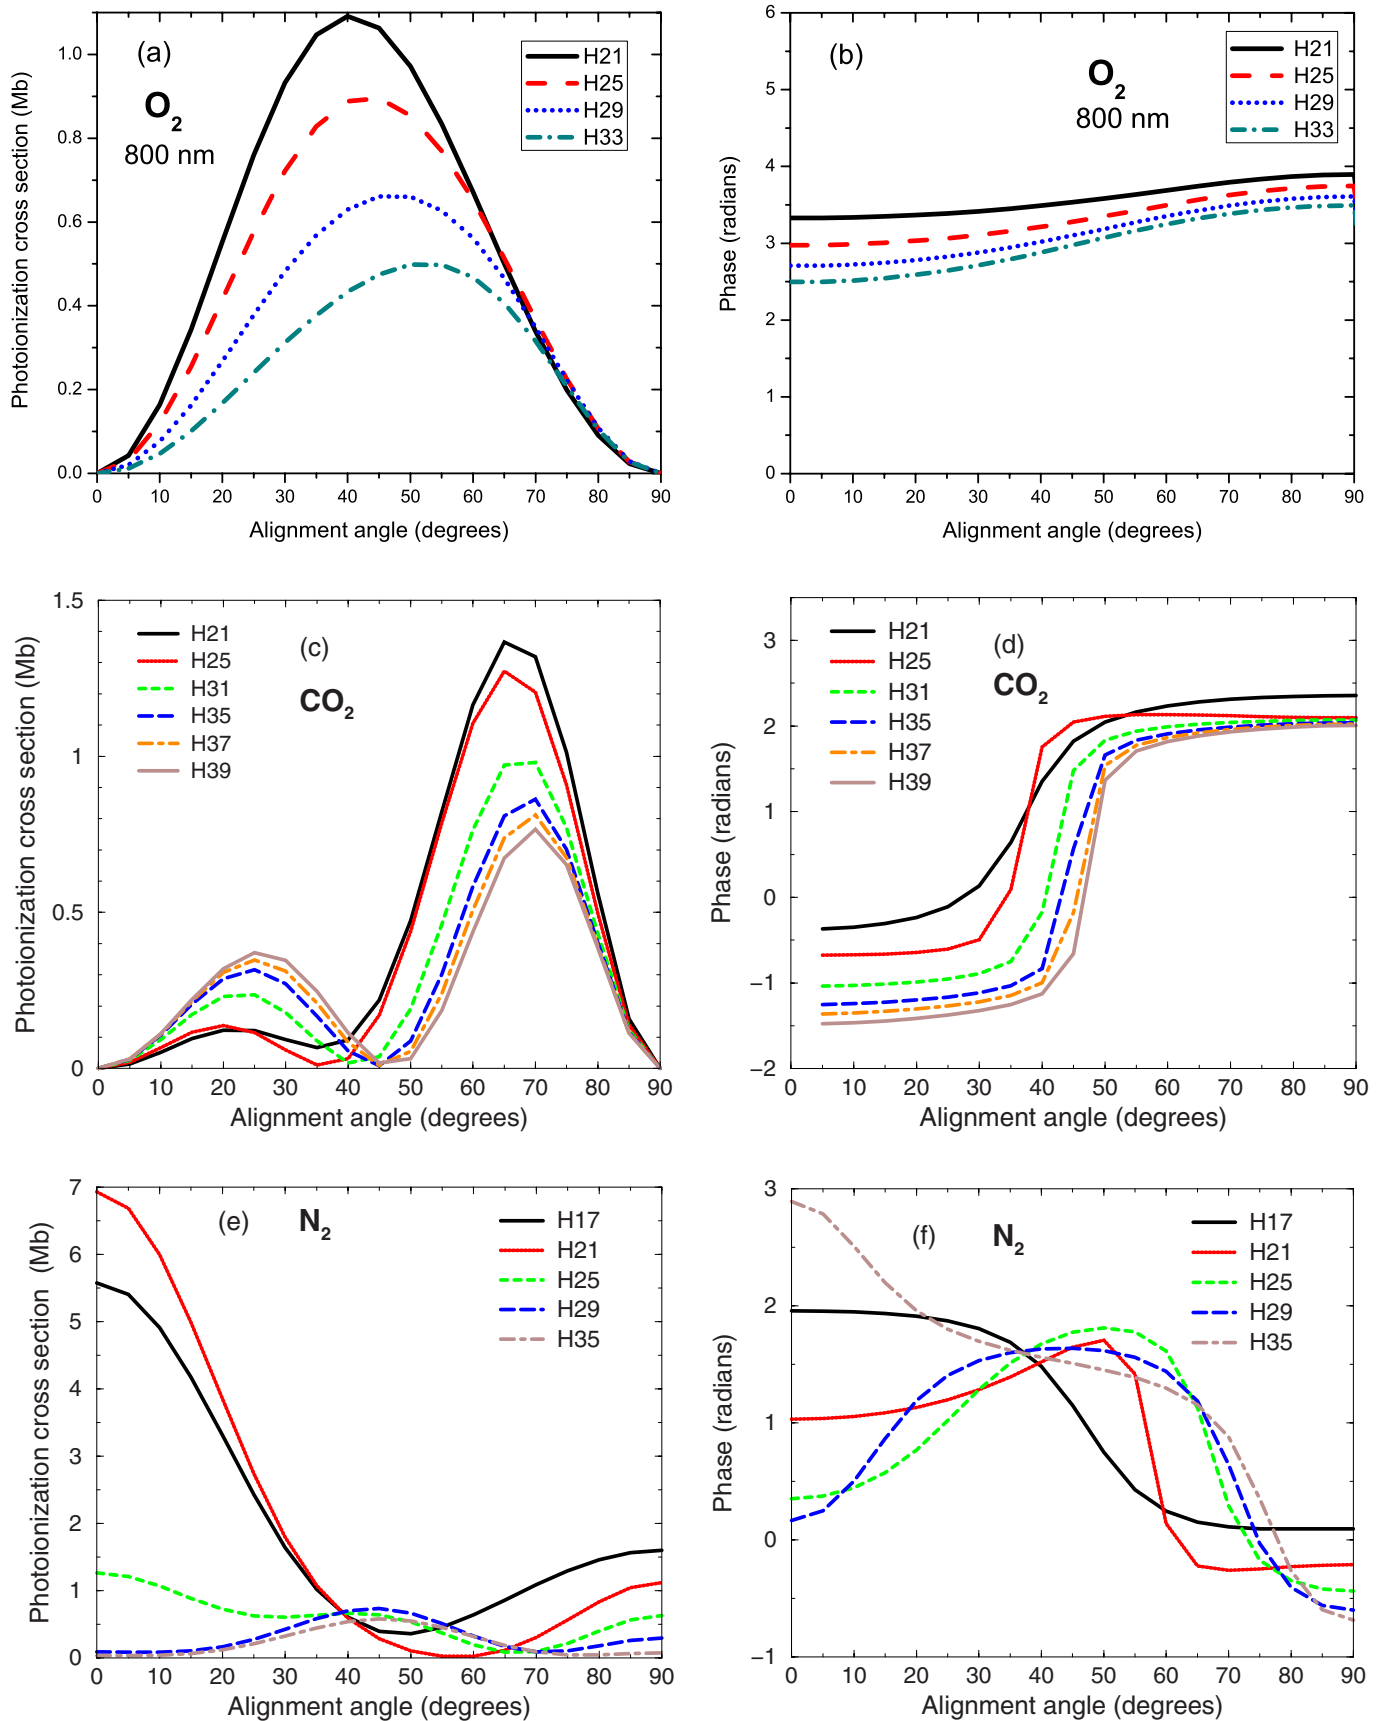 (a)
O2
800 nm
H21
H25
H29
H33
Photoionization cross section (Mb)
1.0
0.8
0.6
0.4
0.2
0.0
0 10 20 30 40 50 60 70 80 90
Alignment angle (degrees)
(b)
O2
800 nm
H21
H25
H29
H33
Phase (radians)
6
5
4
3
2
1
0
0 10 20 30 40 50 60 70 80 90
Alignment angle (degrees)
(c)
CO2
H21
H25
H31
H35
H37
H39
Photoionization cross section (Mb)
1.5
1
0.5
0
0 10 20 30 40 50 60 70 80 90
Alignment angle (degrees)
(d)
CO2
H21
H25
H31
H35
H37
H39
Phase (radians)
3
2
1
0
−1
−2
0 10 20 30 40 50 60 70 80 90
Alignment angle (degrees)
(e) N2
H17
H21
H25
H29
H35
Photoionization cross section (Mb)
7
6
5
4
3
2
1
0
0 10 20 30 40 50 60 70 80 90
Alignment angle (degrees)
(f) N2
H17
H21
H25
H29
H35
Phase (radians)
3
2
1
0
−1
0 10 20 30 40 50 60 70 80 90
Alignment angle (degrees)